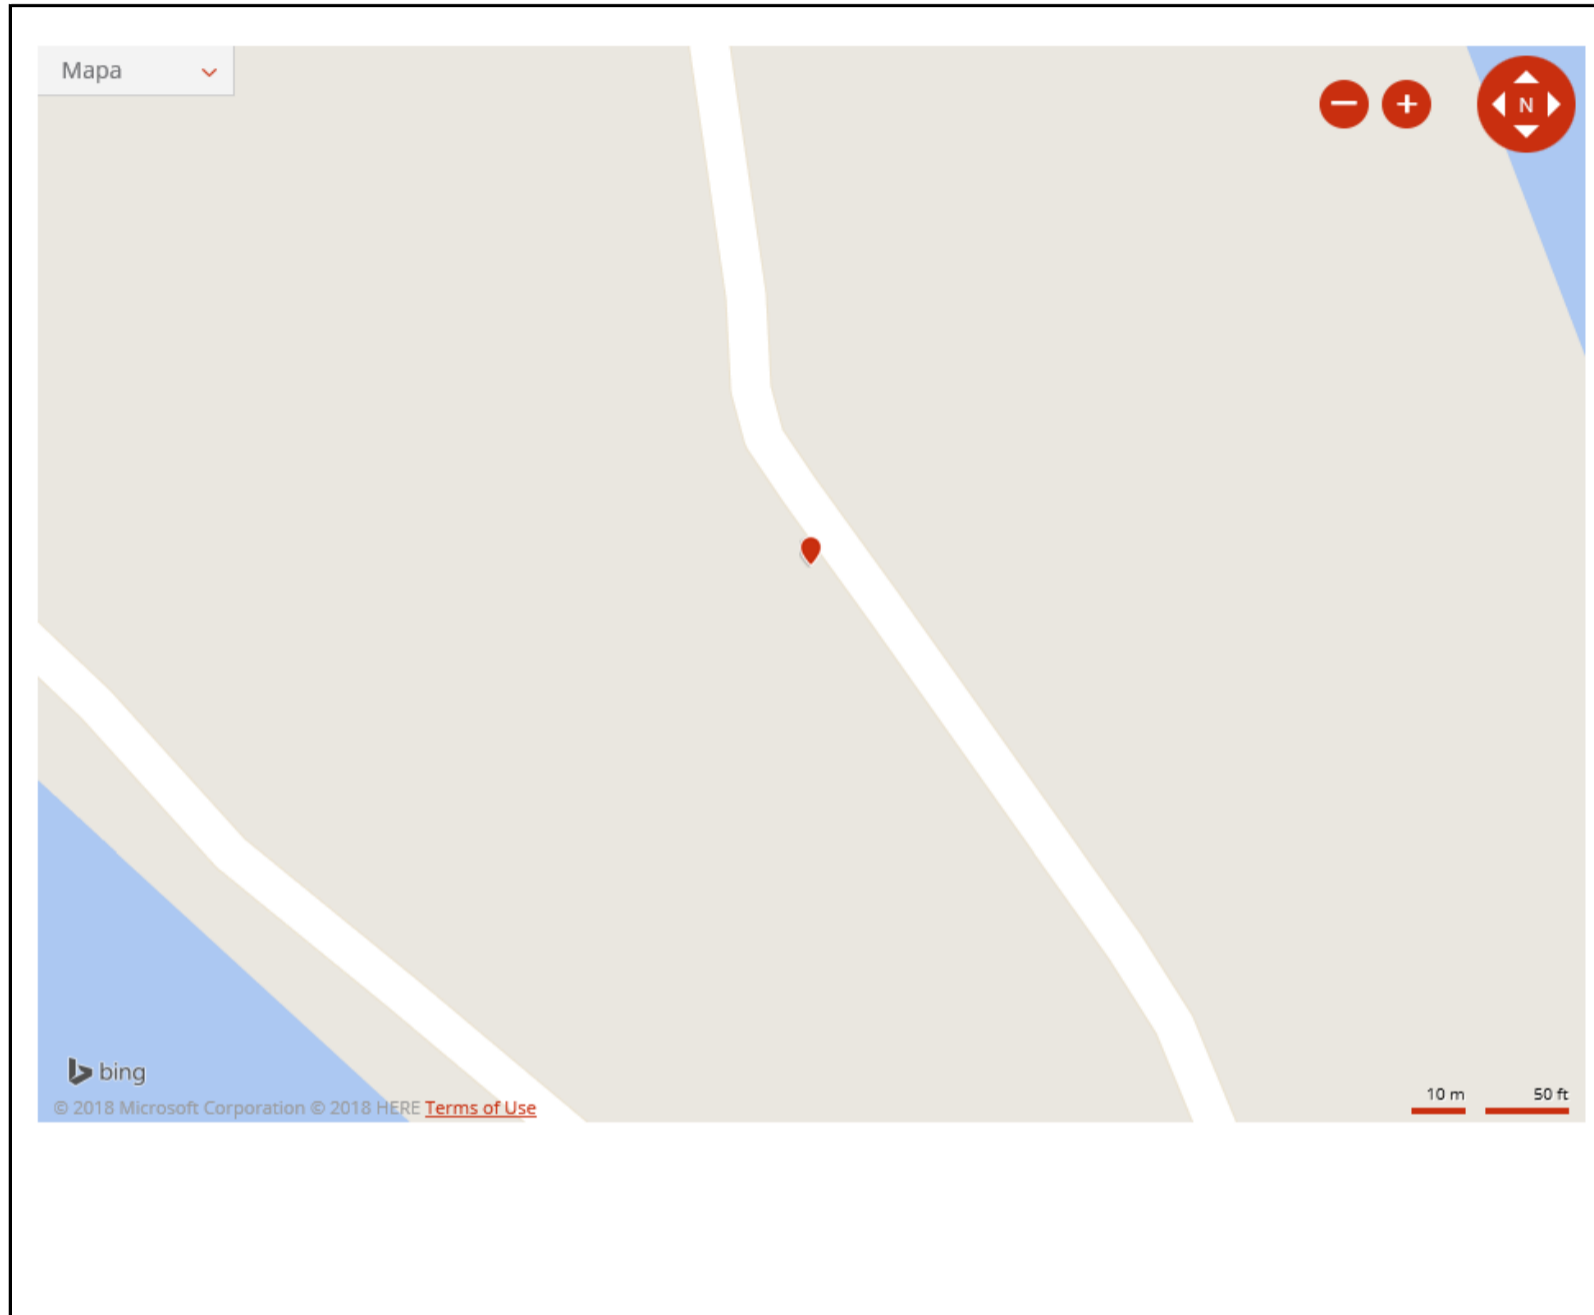 Mapa
N
bing
© 2018 Microsoft Corporation © 2018 HERE Terms of Use
10 m 50 ft